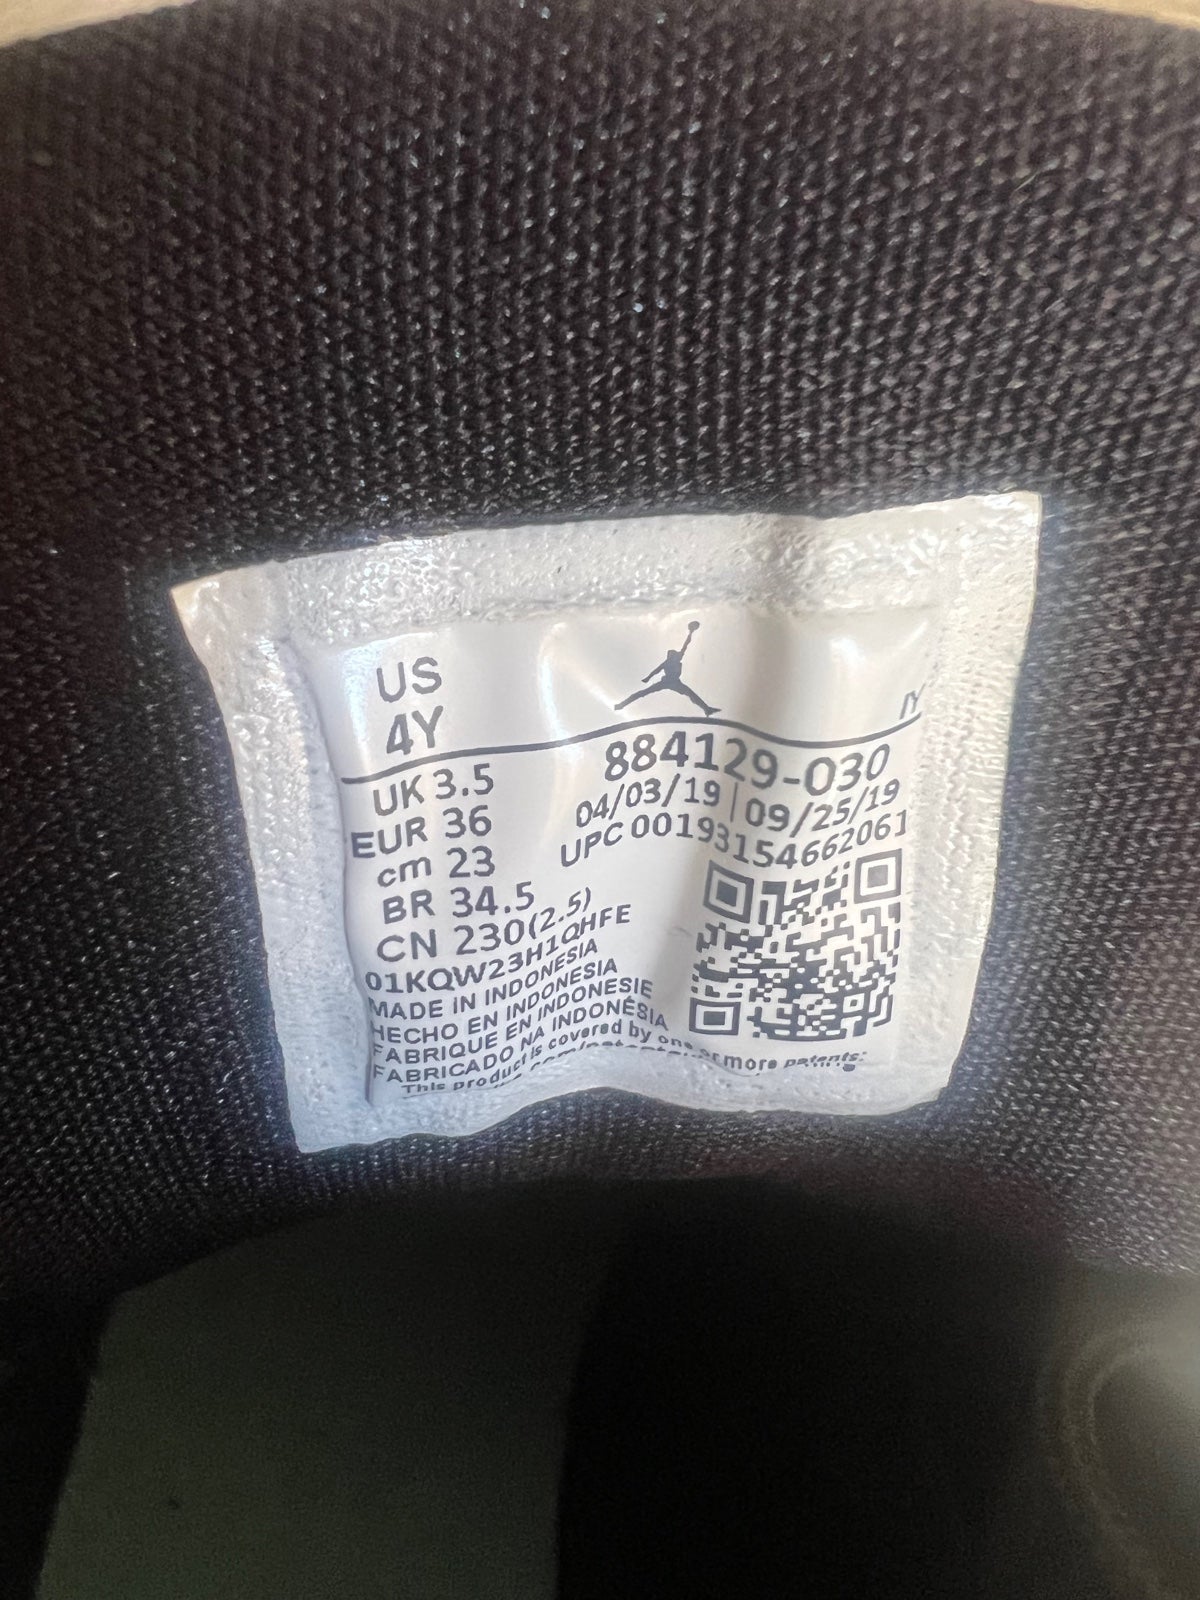 US
4Y
IY
UK 3.5
EUR 36
cm 23
BR 34.5
CN 230(2.5)
884129-030
04/03/19 | 09/25/19
UPC 00193154662061
01KQW23H1QHFE
MADE IN INDONESIA
HECHO EN INDONESIA
FABRIQUE EN INDONESIE
FABRICADO NA INDONÉSIA
This product is covered by one or more patents: